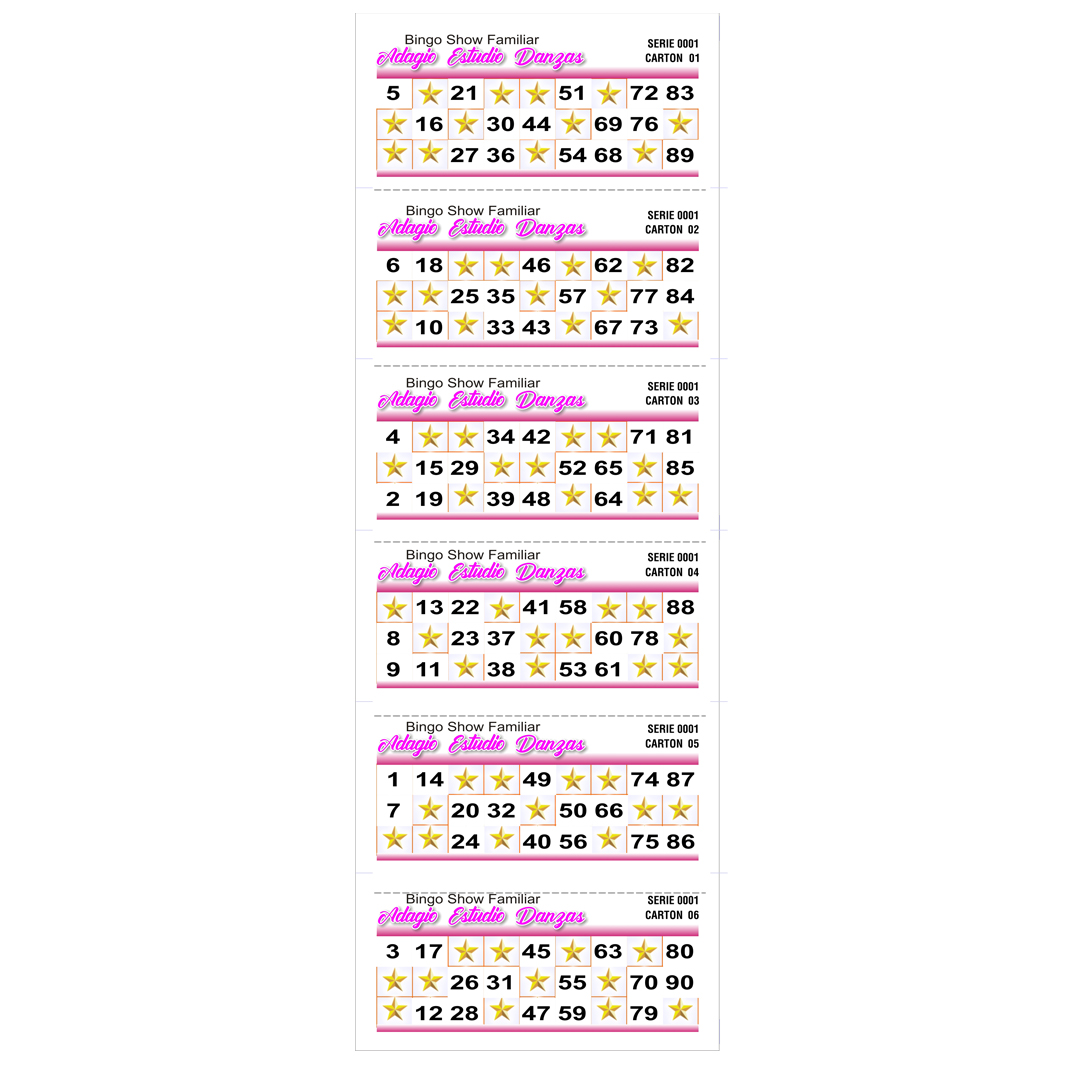 Bingo Show Familiar
Adagio Estudio Danzas
SERIE 0001
CARTON 01
5 21 51 72 83
16 30 44 69 76
27 36 54 68 89
Bingo Show Familiar
Adagio Estudio Danzas
SERIE 0001
CARTON 02
6 18 46 62 82
25 35 57 77 84
10 33 43 67 73
Bingo Show Familiar
Adagio Estudio Danzas
SERIE 0001
CARTON 03
4 34 42 71 81
15 29 52 65 85
2 19 39 48 64
Bingo Show Familiar
Adagio Estudio Danzas
SERIE 0001
CARTON 04
13 22 41 58 88
8 23 37 60 78
9 11 38 53 61
Bingo Show Familiar
Adagio Estudio Danzas
SERIE 0001
CARTON 05
1 14 49 74 87
7 20 32 50 66
24 40 56 75 86
Bingo Show Familiar
Adagio Estudio Danzas
SERIE 0001
CARTON 06
3 17 45 63 80
26 31 55 70 90
12 28 47 59 79